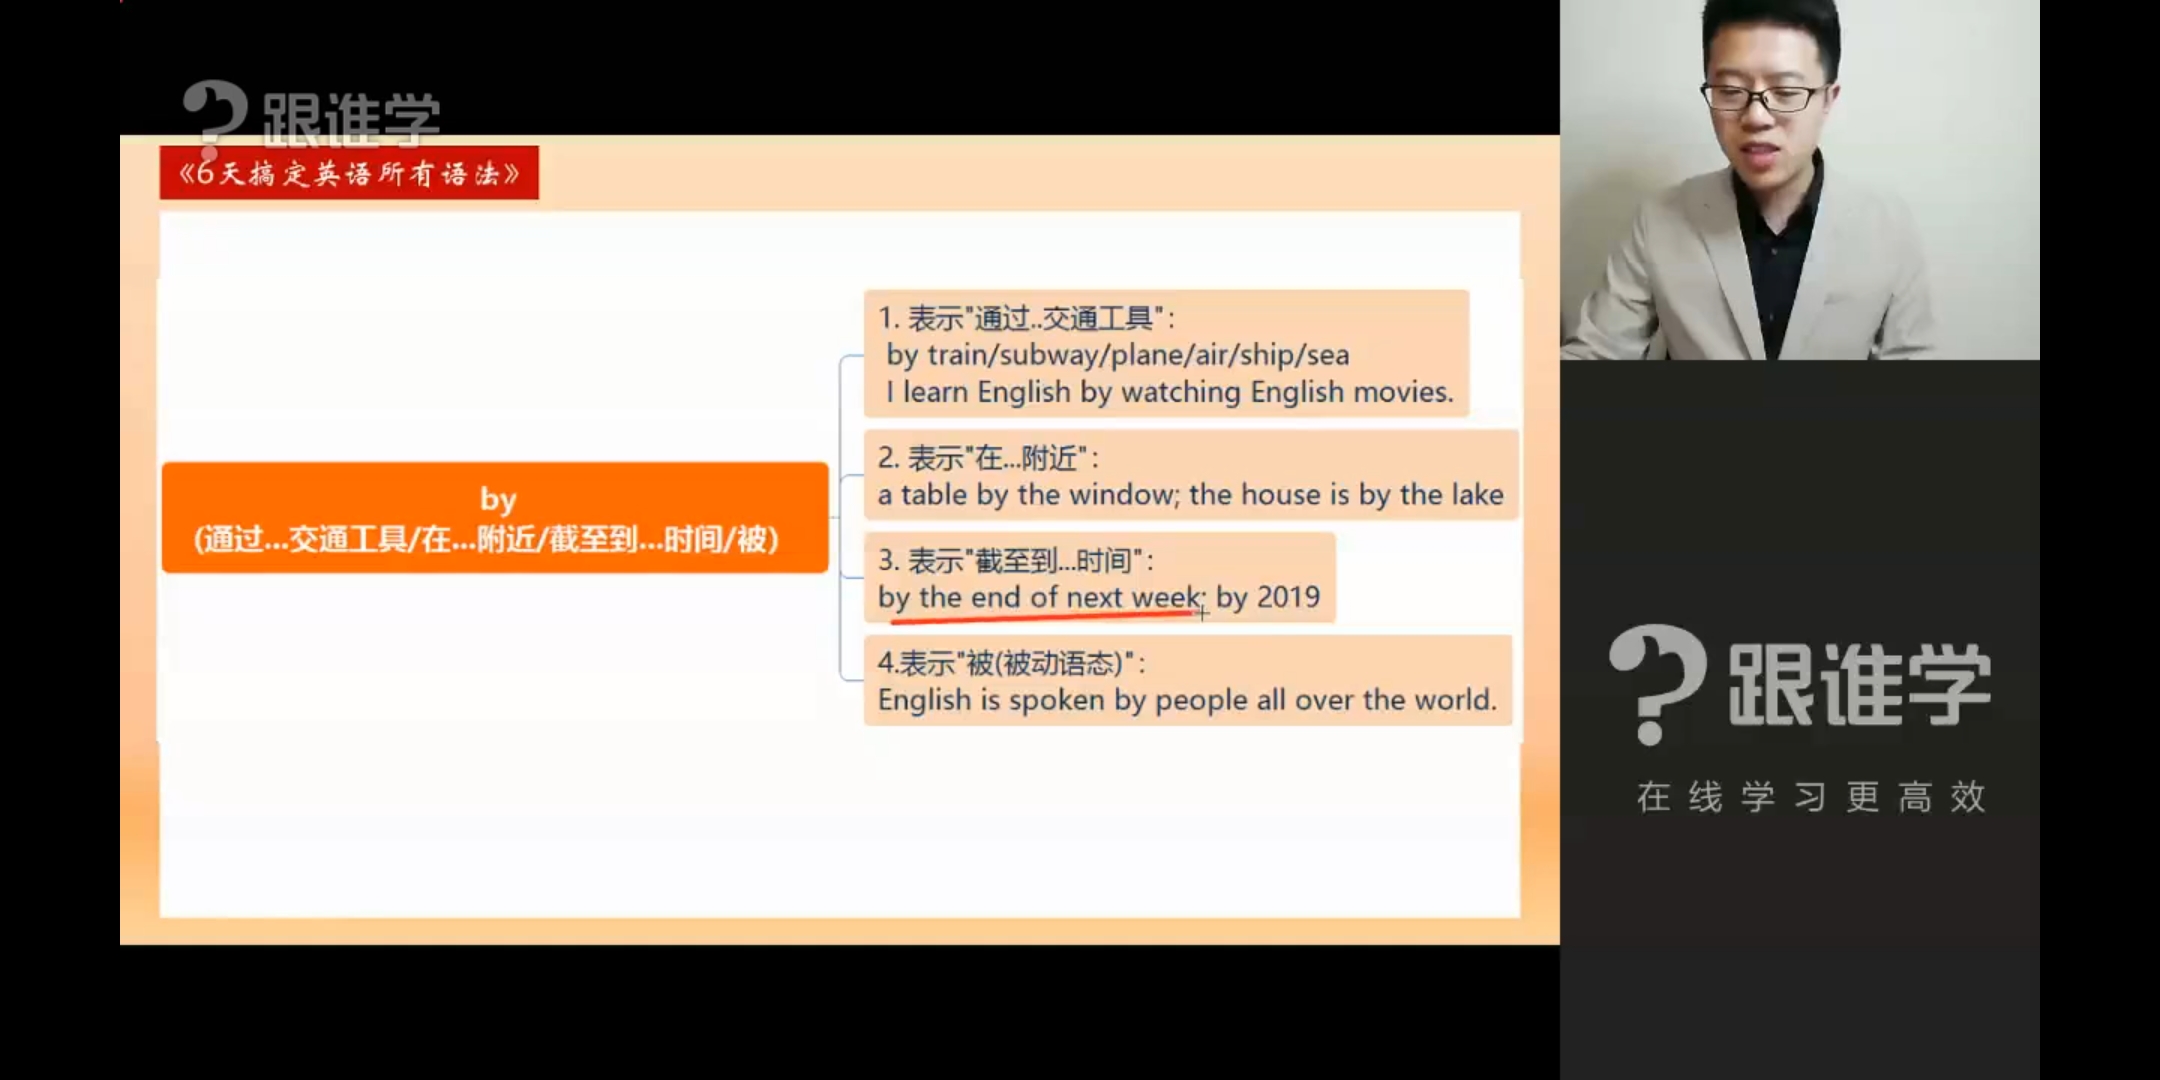 跟谁学
《6天搞定英语所有语法》
by
(通过...交通工具/在...附近/截至到...时间/被)
1. 表示"通过..交通工具":
by train/subway/plane/air/ship/sea
I learn English by watching English movies.
2. 表示"在...附近":
a table by the window; the house is by the lake
3. 表示"截至到...时间":
by the end of next week; by 2019
4.表示"被(被动语态)":
English is spoken by people all over the world.
跟谁学
在线学习更高效